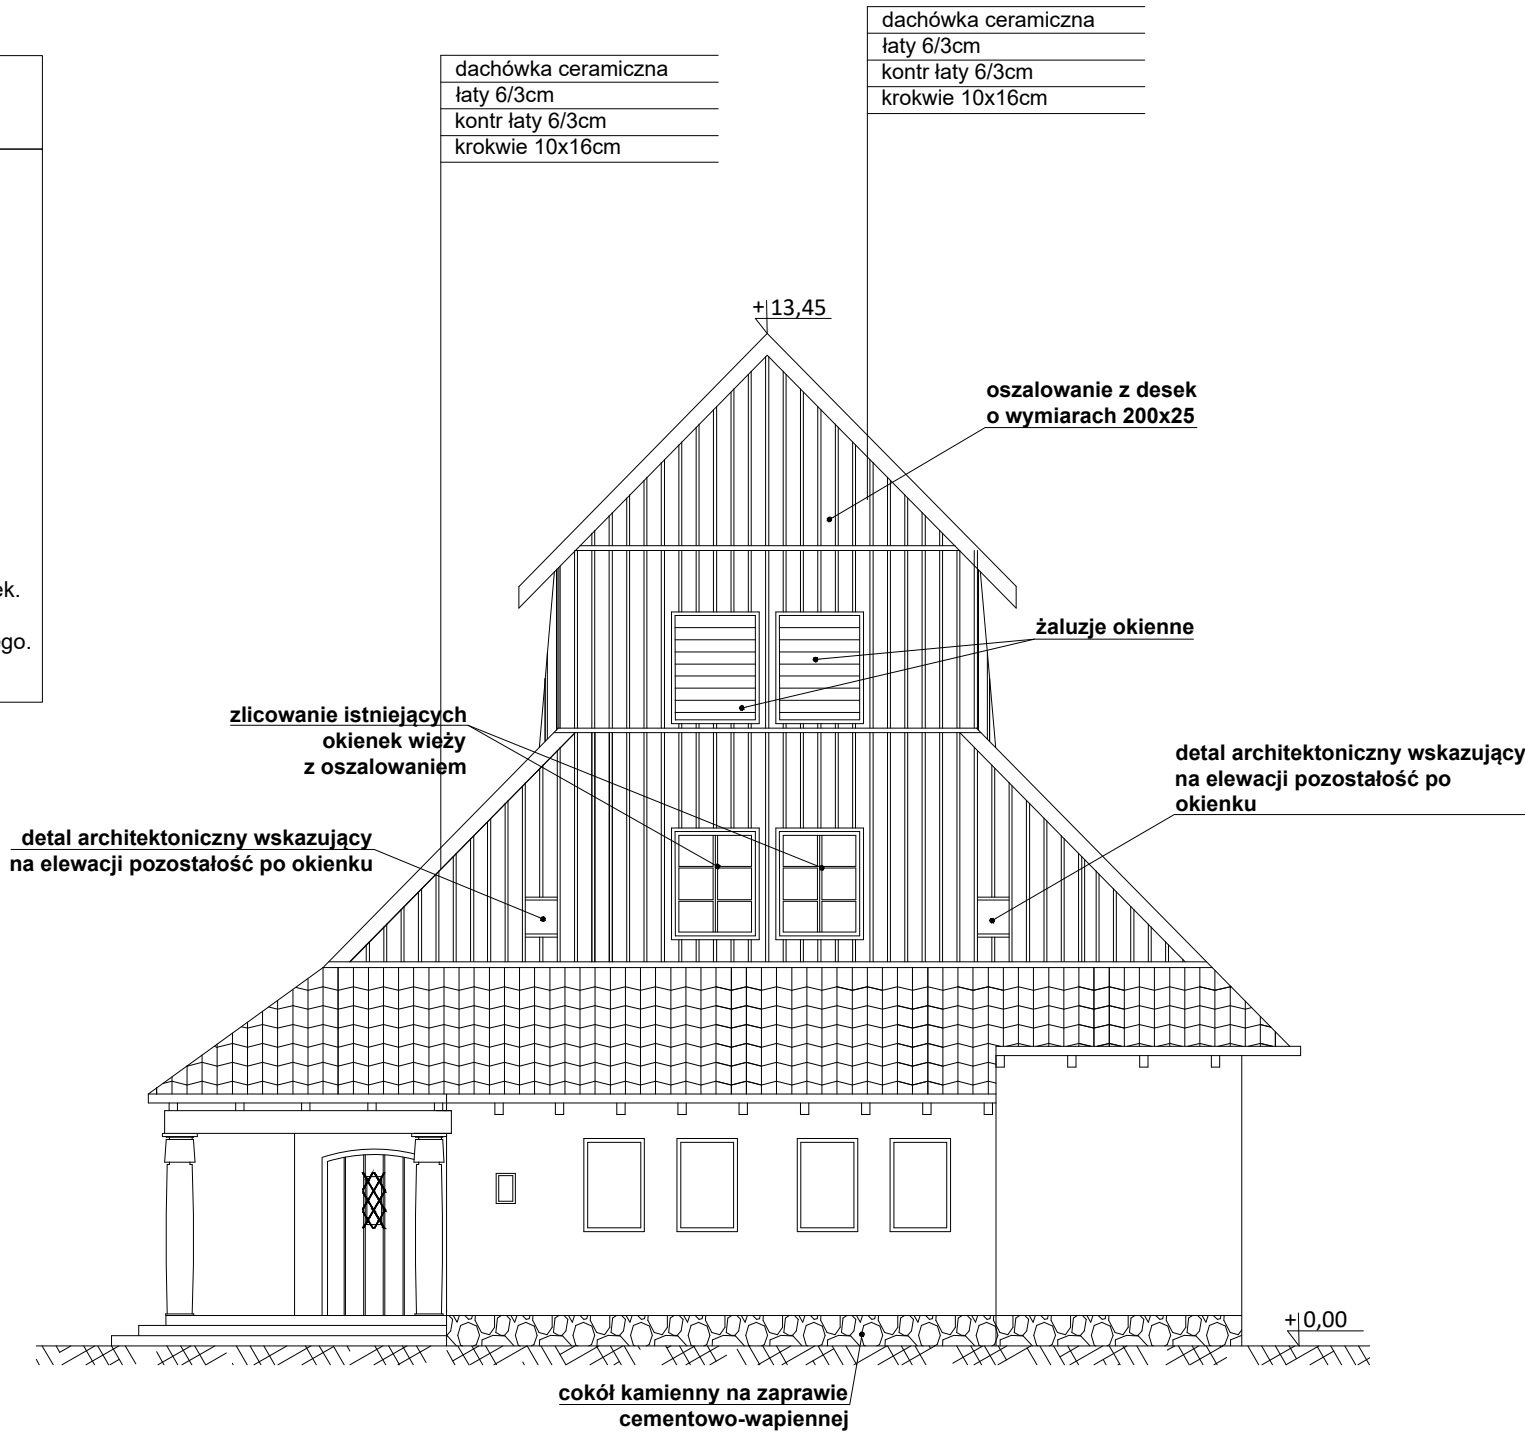 dachówka ceramiczna
łaty 6/3cm
kontr łaty 6/3cm
krokwie 10x16cm
dachówka ceramiczna
łaty 6/3cm
kontr łaty 6/3cm
krokwie 10x16cm
+13,45
oszalowanie z desek
o wymiarach 200x25
ek.
ego.
żaluzje okienne
zlicowanie istniejących
okienek wieży
z oszalowaniem
detal architektoniczny wskazujący
na elewacji pozostałość po
okienku
detal architektoniczny wskazujący
na elewacji pozostałość po okienku
+0,00
cokół kamienny na zaprawie
cementowo-wapiennej